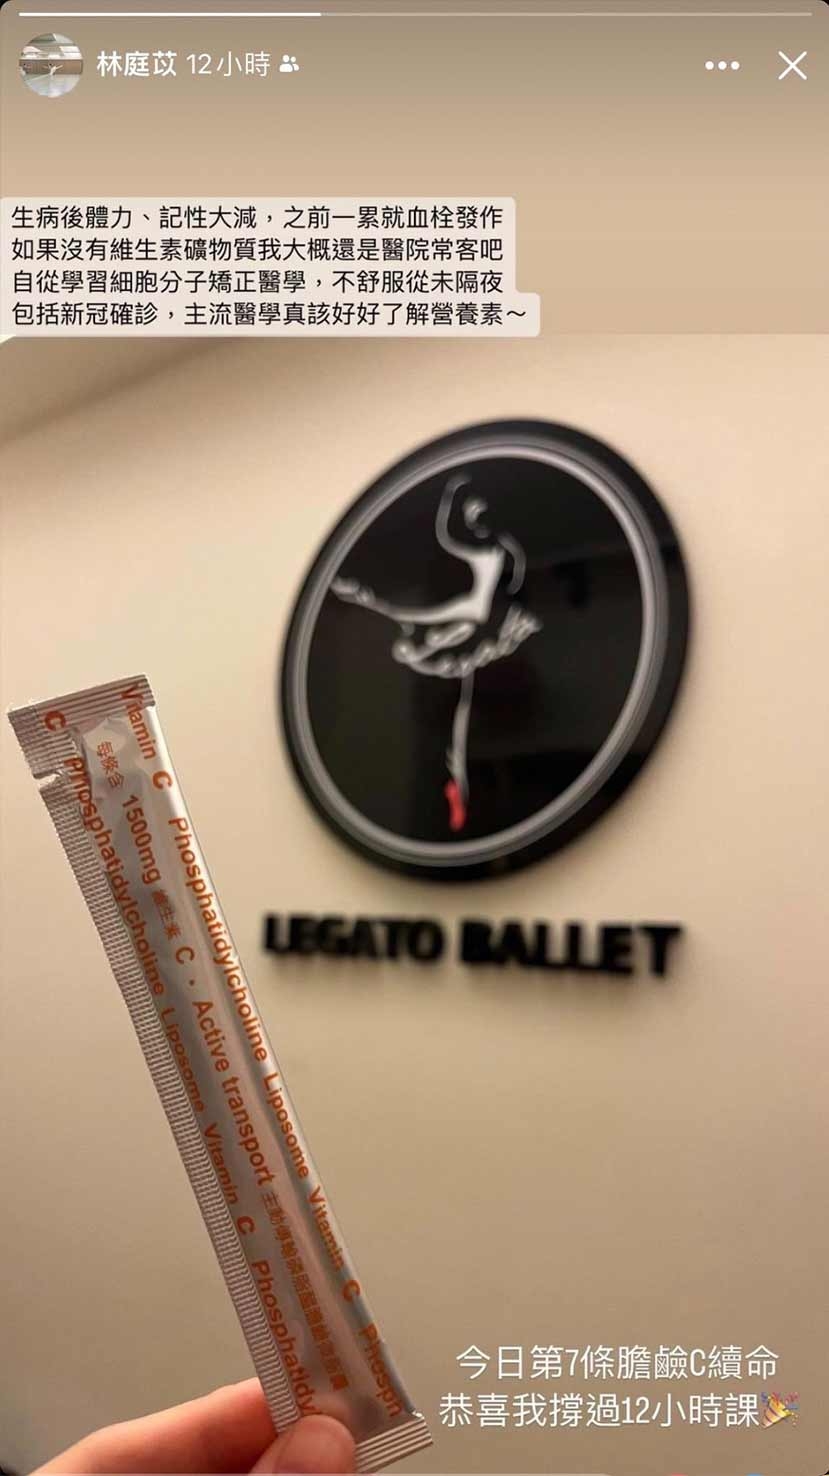 林庭苡 12小時
生病後體力、記性大減，之前一累就血栓發作
如果沒有維生素礦物質我大概還是醫院常客吧
自從學習細胞分子矯正醫學，不舒服從未隔夜
包括新冠確診，主流醫學真該好好了解營養素～
LEGATO BALLET
Vitamin C Phosphatidylcholine Liposome Vitamin C Phosph
每條含 1500mg 維生素 C・Active transport 主動傳輸
C Phosphatidylcholine Liposome Vitamin C Phosphatidy
今日第7條膽鹼C續命
恭喜我撐過12小時課🎉